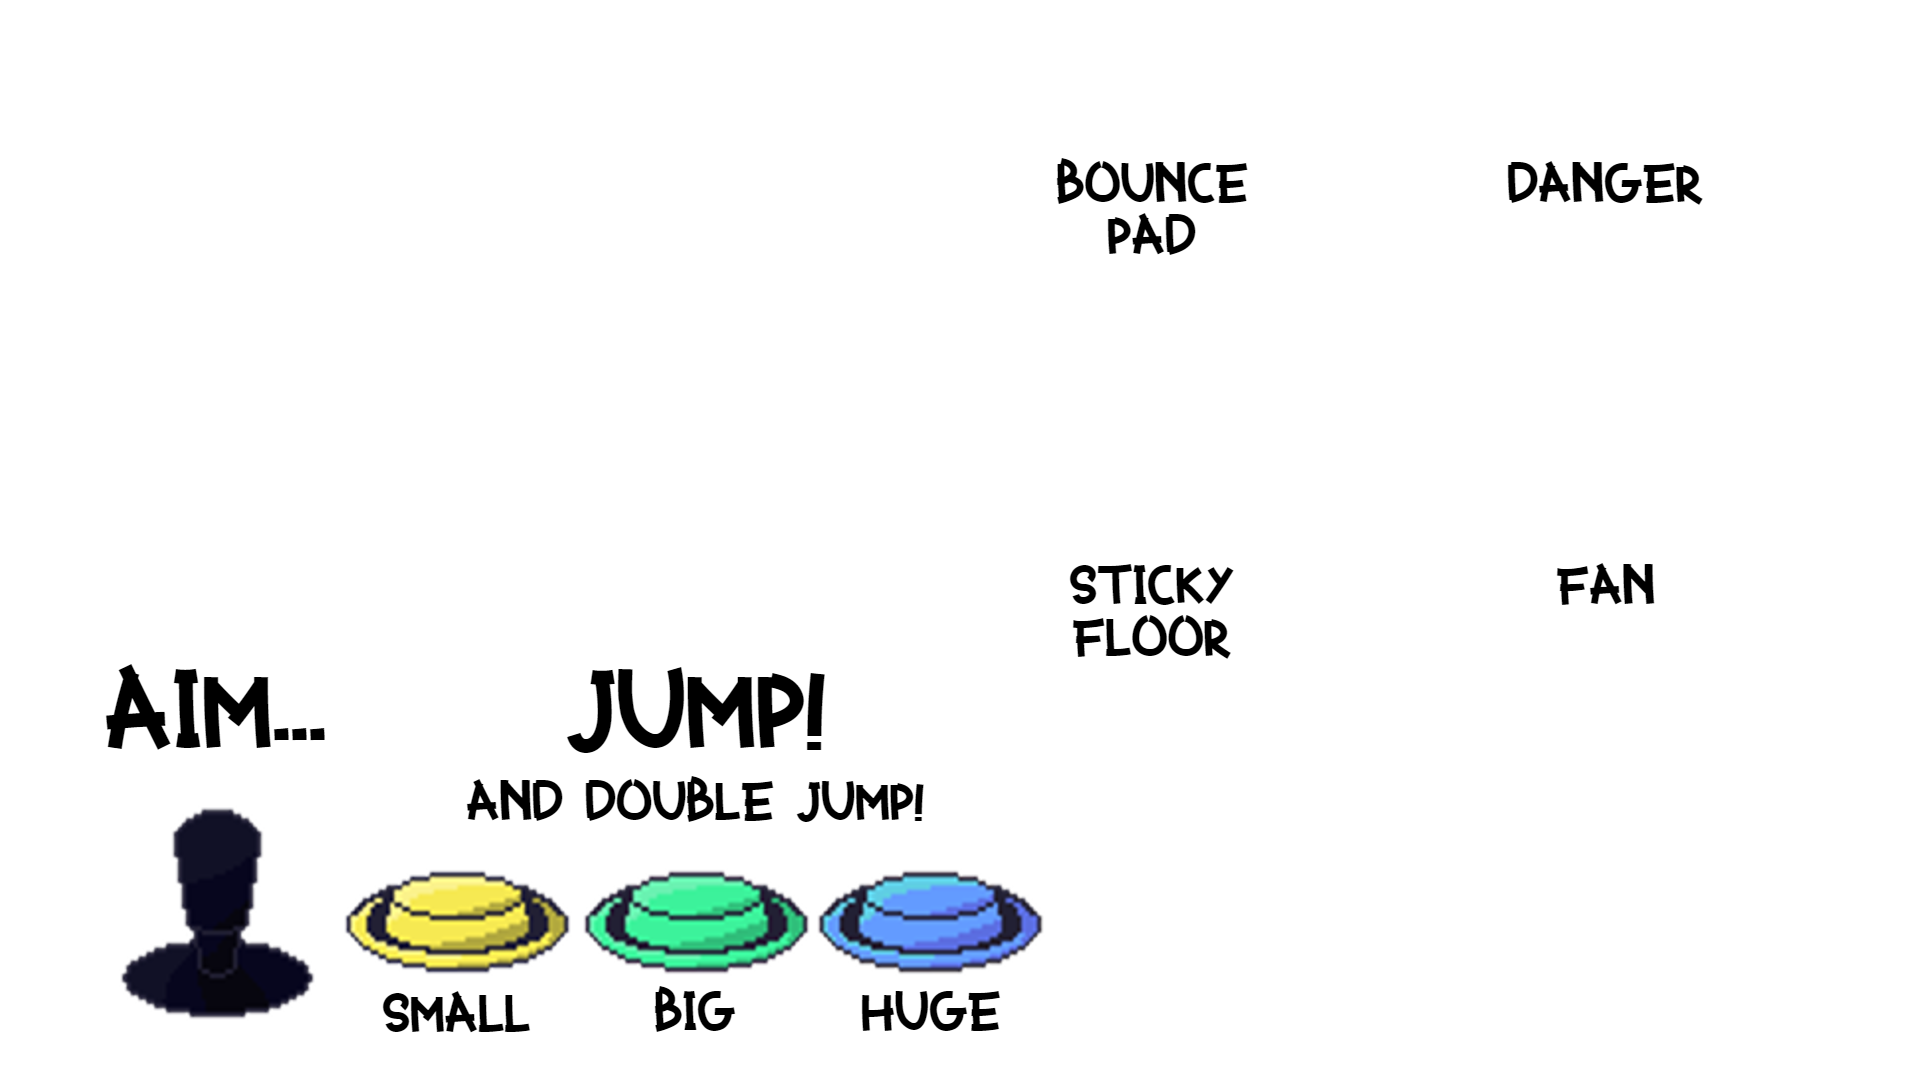 BOUNCE
PAD
DANGER
STICKY
FLOOR
FAN
AIM...
JUMP!
AND DOUBLE JUMP!
SMALL
BIG
HUGE